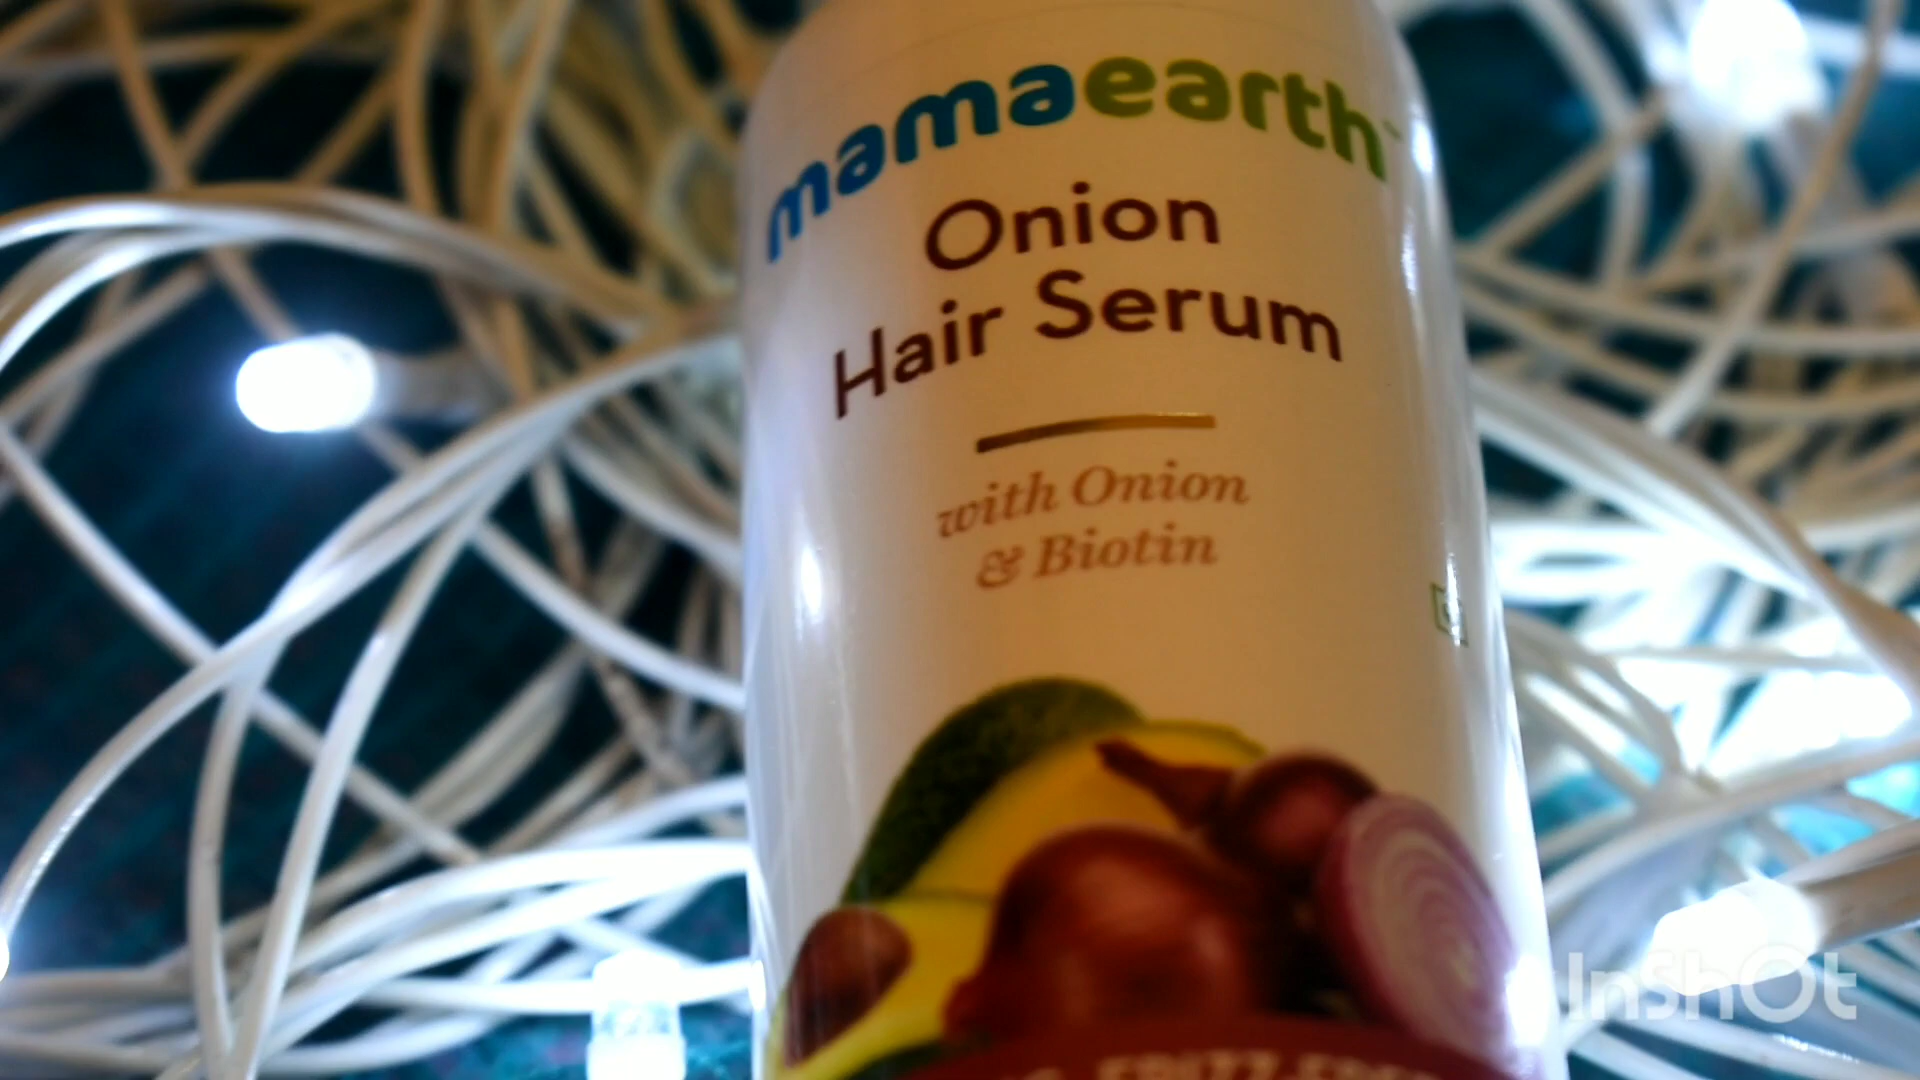 mamaearth
Onion
Hair Serum
with Onion
& Biotin
InShOt